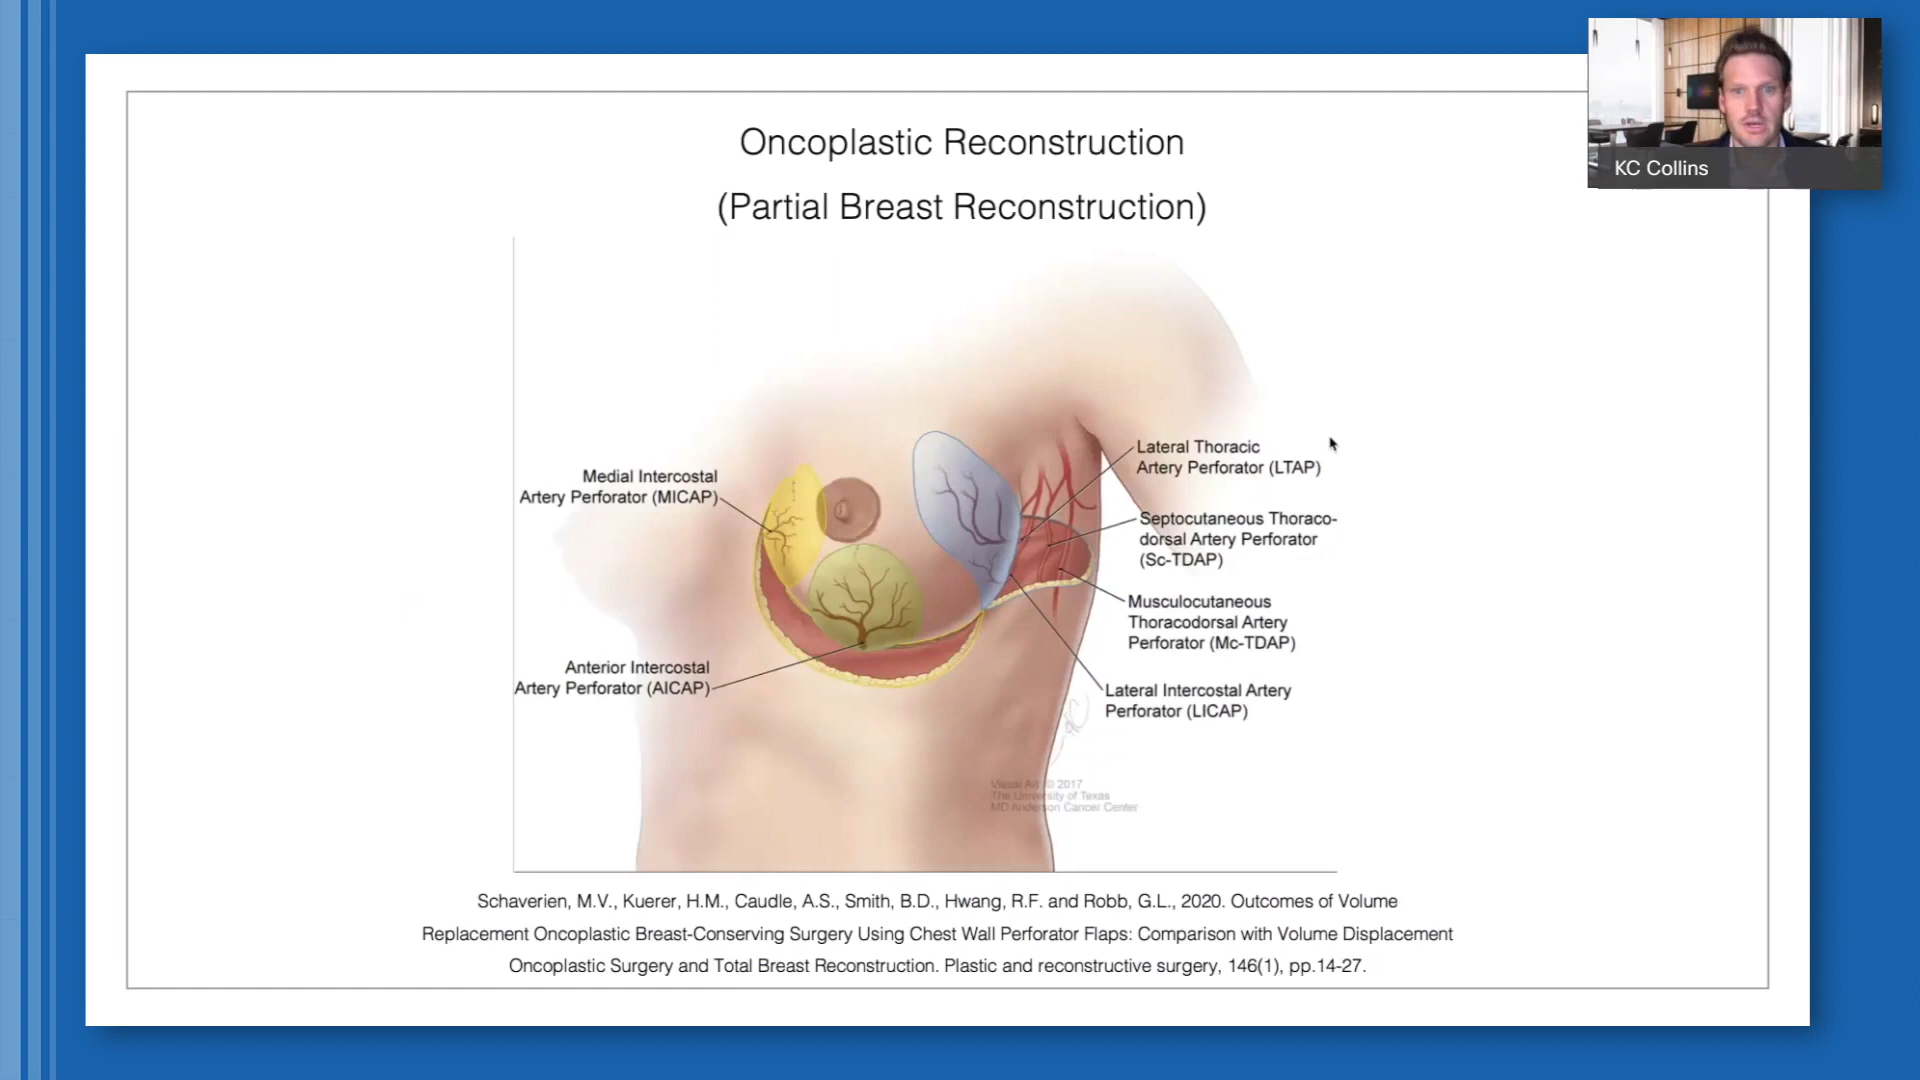 KC Collins
Oncoplastic Reconstruction
(Partial Breast Reconstruction)
Medial Intercostal
Artery Perforator (MICAP)
Anterior Intercostal
Artery Perforator (AICAP)
Lateral Thoracic
Artery Perforator (LTAP)
Septocutaneous Thoraco-
dorsal Artery Perforator
(Sc-TDAP)
Musculocutaneous
Thoracodorsal Artery
Perforator (Mc-TDAP)
Lateral Intercostal Artery
Perforator (LICAP)
Visual Art © 2017
The University of Texas
MD Anderson Cancer Center
Schaverien, M.V., Kuerer, H.M., Caudle, A.S., Smith, B.D., Hwang, R.F. and Robb, G.L., 2020. Outcomes of Volume
Replacement Oncoplastic Breast-Conserving Surgery Using Chest Wall Perforator Flaps: Comparison with Volume Displacement
Oncoplastic Surgery and Total Breast Reconstruction. Plastic and reconstructive surgery, 146(1), pp.14-27.